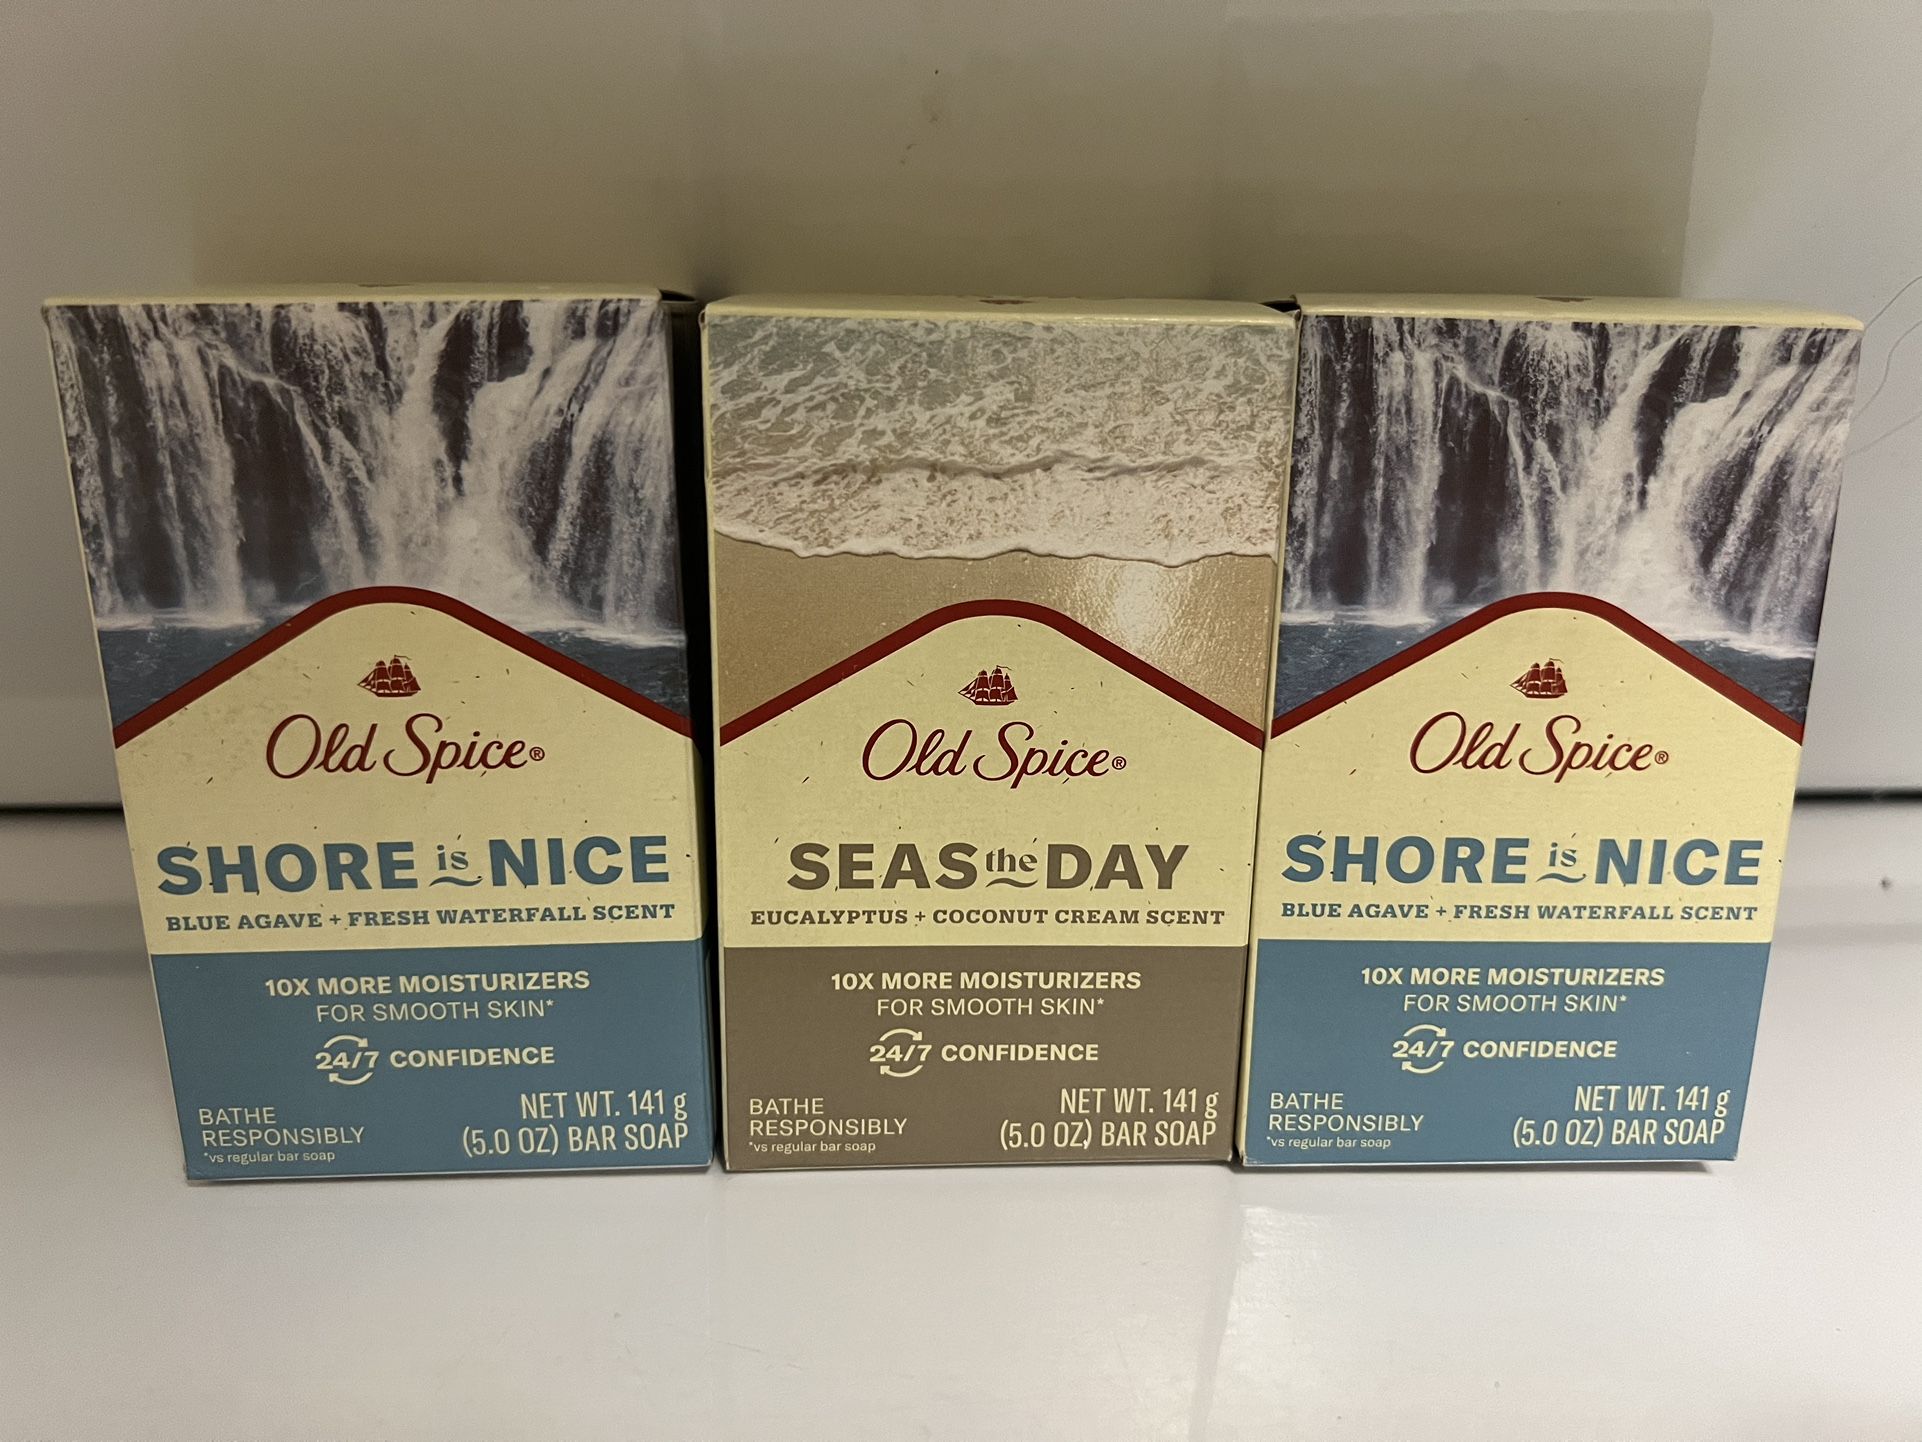 Old Spice®
SHORE is NICE
BLUE AGAVE + FRESH WATERFALL SCENT
10X MORE MOISTURIZERS
FOR SMOOTH SKIN*
24/7 CONFIDENCE
BATHE
RESPONSIBLY
*vs regular bar soap
NET WT. 141 g
(5.0 OZ) BAR SOAP
Old Spice®
SEAS the DAY
EUCALYPTUS + COCONUT CREAM SCENT
10X MORE MOISTURIZERS
FOR SMOOTH SKIN*
24/7 CONFIDENCE
BATHE
RESPONSIBLY
*vs regular bar soap
NET WT. 141 g
(5.0 OZ) BAR SOAP
Old Spice®
SHORE is NICE
BLUE AGAVE + FRESH WATERFALL SCENT
10X MORE MOISTURIZERS
FOR SMOOTH SKIN*
24/7 CONFIDENCE
BATHE
RESPONSIBLY
*vs regular bar soap
NET WT. 141 g
(5.0 OZ) BAR SOAP